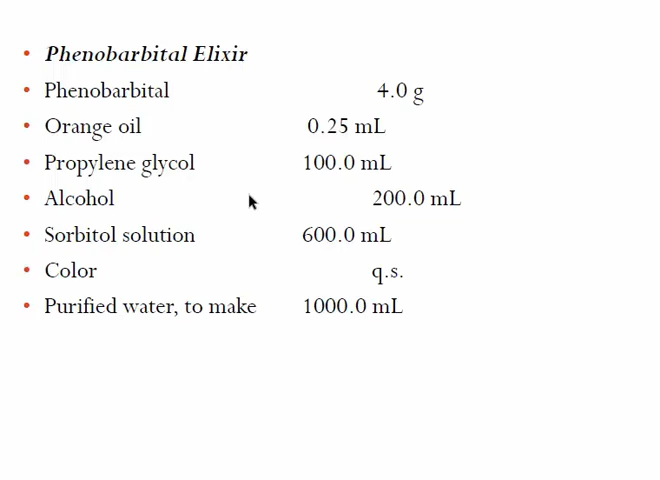 • Phenobarbital Elixir
• Phenobarbital 4.0 g
• Orange oil 0.25 mL
• Propylene glycol 100.0 mL
• Alcohol 200.0 mL
• Sorbitol solution 600.0 mL
• Color q.s.
• Purified water, to make 1000.0 mL